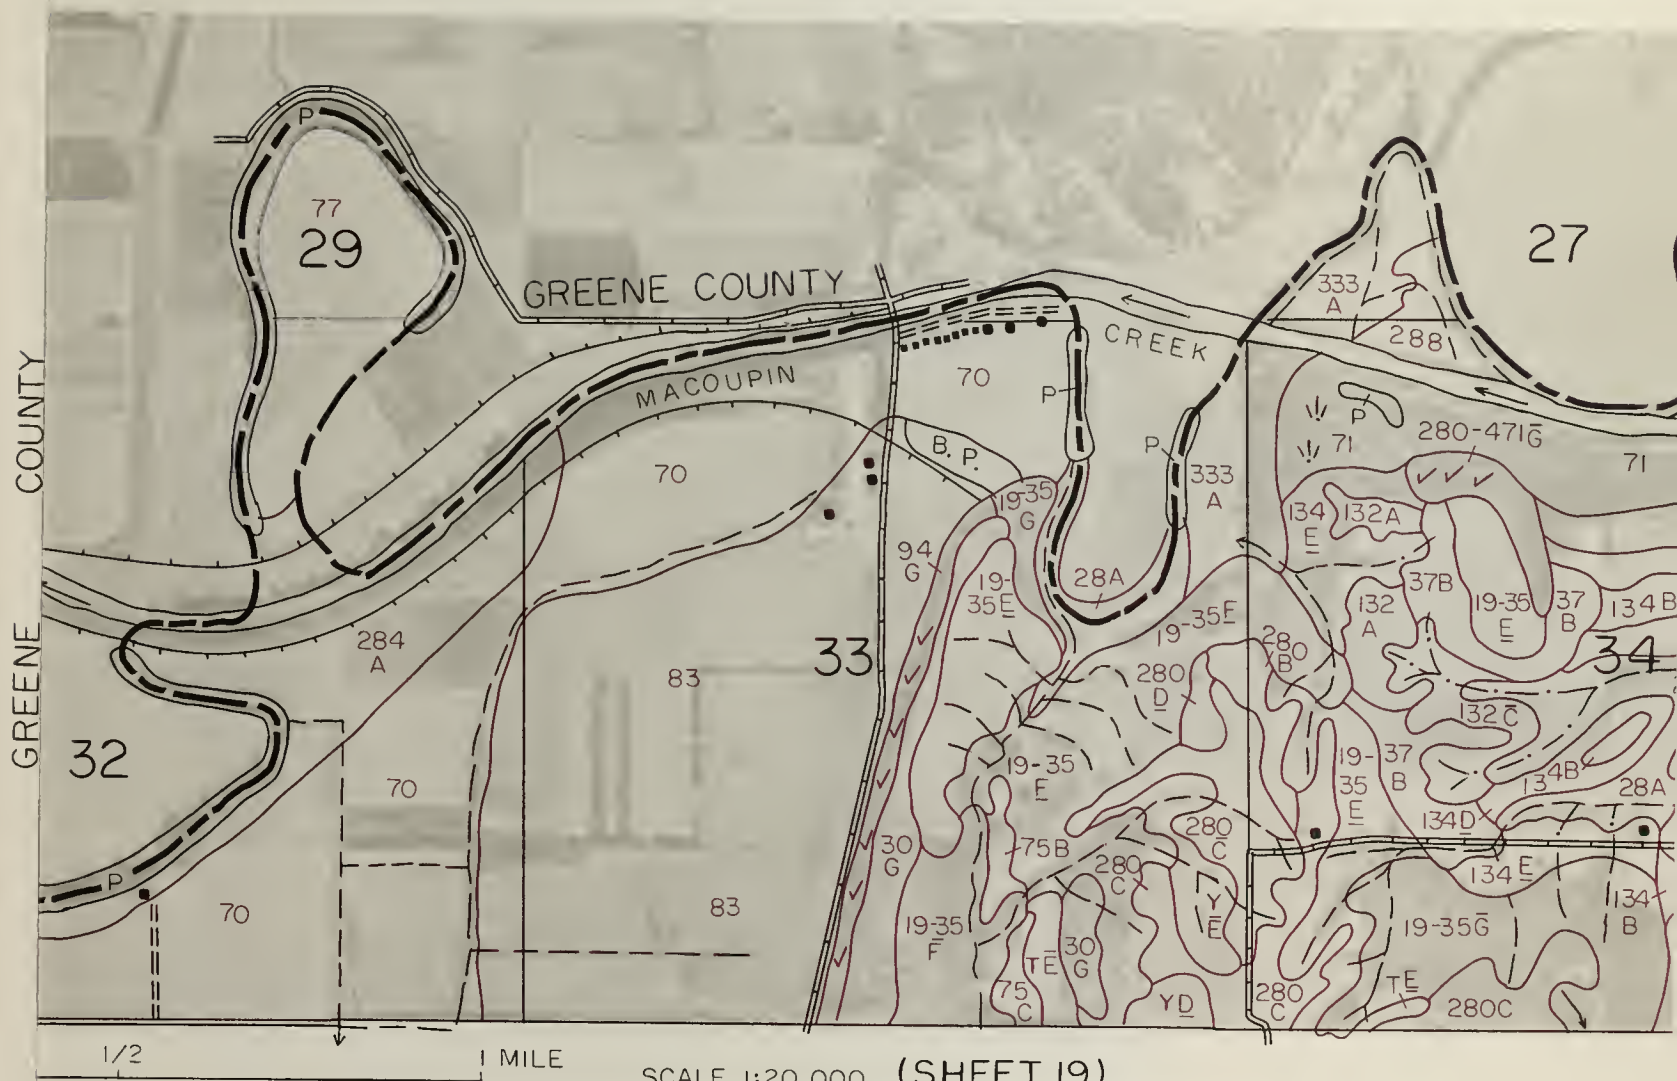 P
77
29
27
GREENE COUNTY
333
A
CREEK
288
MACOUPIN
70
P
P
280-471G
B. P.
P
71
71
70
19-35
G
333
A
134
E
132A
GREENE COUNTY
94
G
19-
35E
28A
37B
132
A
19-35
E
37
B
134B
284
A
33
19-35E
280
B
34
83
280
D
132C
32
19-35
E
19-
35
E
37
B
134B
28A
70
134D
30
G
75B
280
C
280
C
134E
P
70
83
19-35
F
Y
E
19-35G
134
B
TE
30
G
75
C
YD
280
C
TE
280C
1/2
1 MILE
SCALE 1:20 000
(SHEET 19)